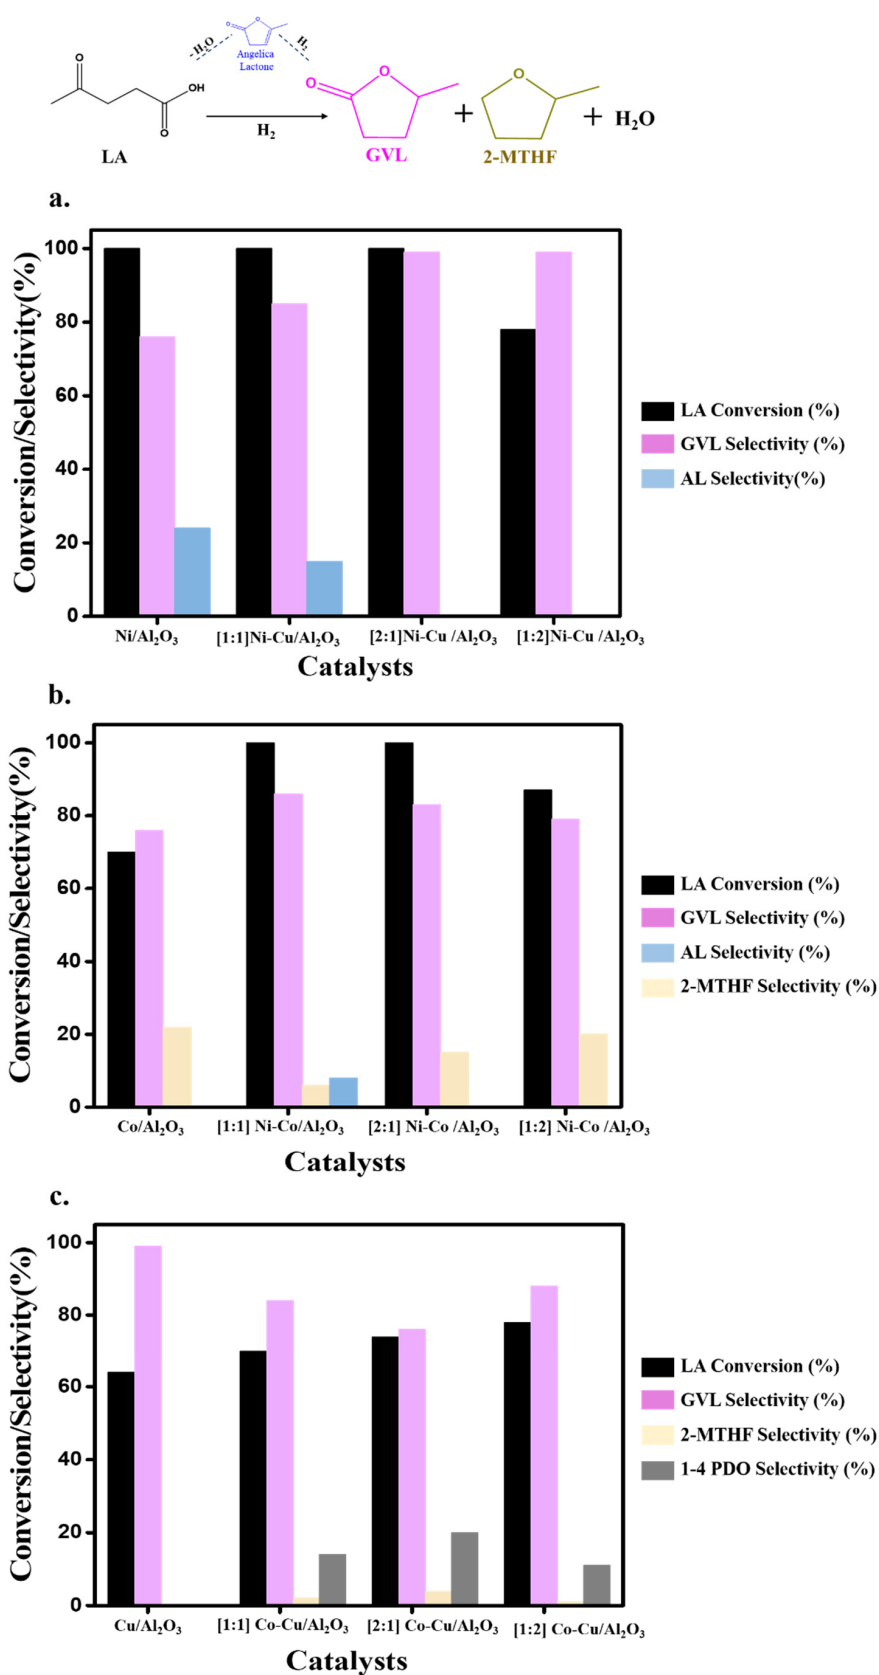 O
O
-H₂O
H₂
Angelica
Lactone
O
OH
O
LA
H₂
O
O
GVL
+
O
2-MTHF
+
H₂O
a.
Conversion/Selectivity(%)
100
80
60
40
20
0
Ni/Al₂O₃
[1:1]Ni-Cu/Al₂O₃
[2:1]Ni-Cu /Al₂O₃
[1:2]Ni-Cu /Al₂O₃
Catalysts
LA Conversion (%)
GVL Selectivity (%)
AL Selectivity(%)
b.
Conversion/Selectivity(%)
100
80
60
40
20
0
Co/Al₂O₃
[1:1] Ni-Co/Al₂O₃
[2:1] Ni-Co /Al₂O₃
[1:2] Ni-Co /Al₂O₃
Catalysts
LA Conversion (%)
GVL Selectivity (%)
AL Selectivity (%)
2-MTHF Selectivity (%)
c.
Conversion/Selectivity(%)
100
80
60
40
20
0
Cu/Al₂O₃
[1:1] Co-Cu/Al₂O₃
[2:1] Co-Cu/Al₂O₃
[1:2] Co-Cu/Al₂O₃
Catalysts
LA Conversion (%)
GVL Selectivity (%)
2-MTHF Selectivity (%)
1-4 PDO Selectivity (%)